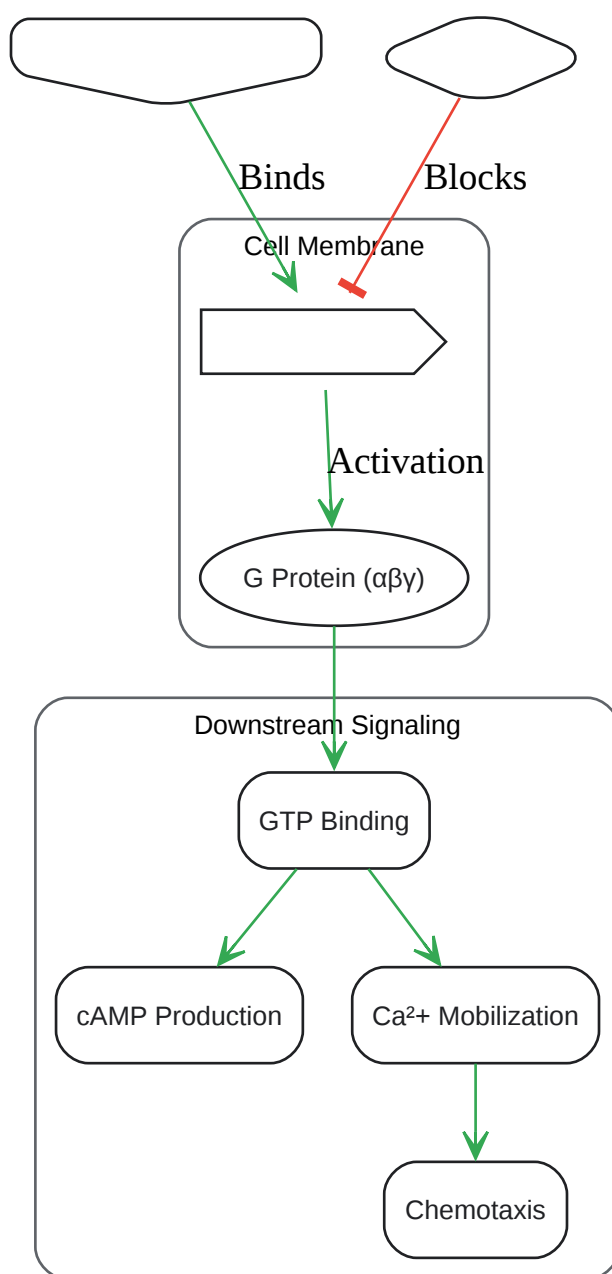 Binds
Blocks
Cell Membrane
Activation
G Protein (αβγ)
Downstream Signaling
GTP Binding
cAMP Production
Ca²+ Mobilization
Chemotaxis